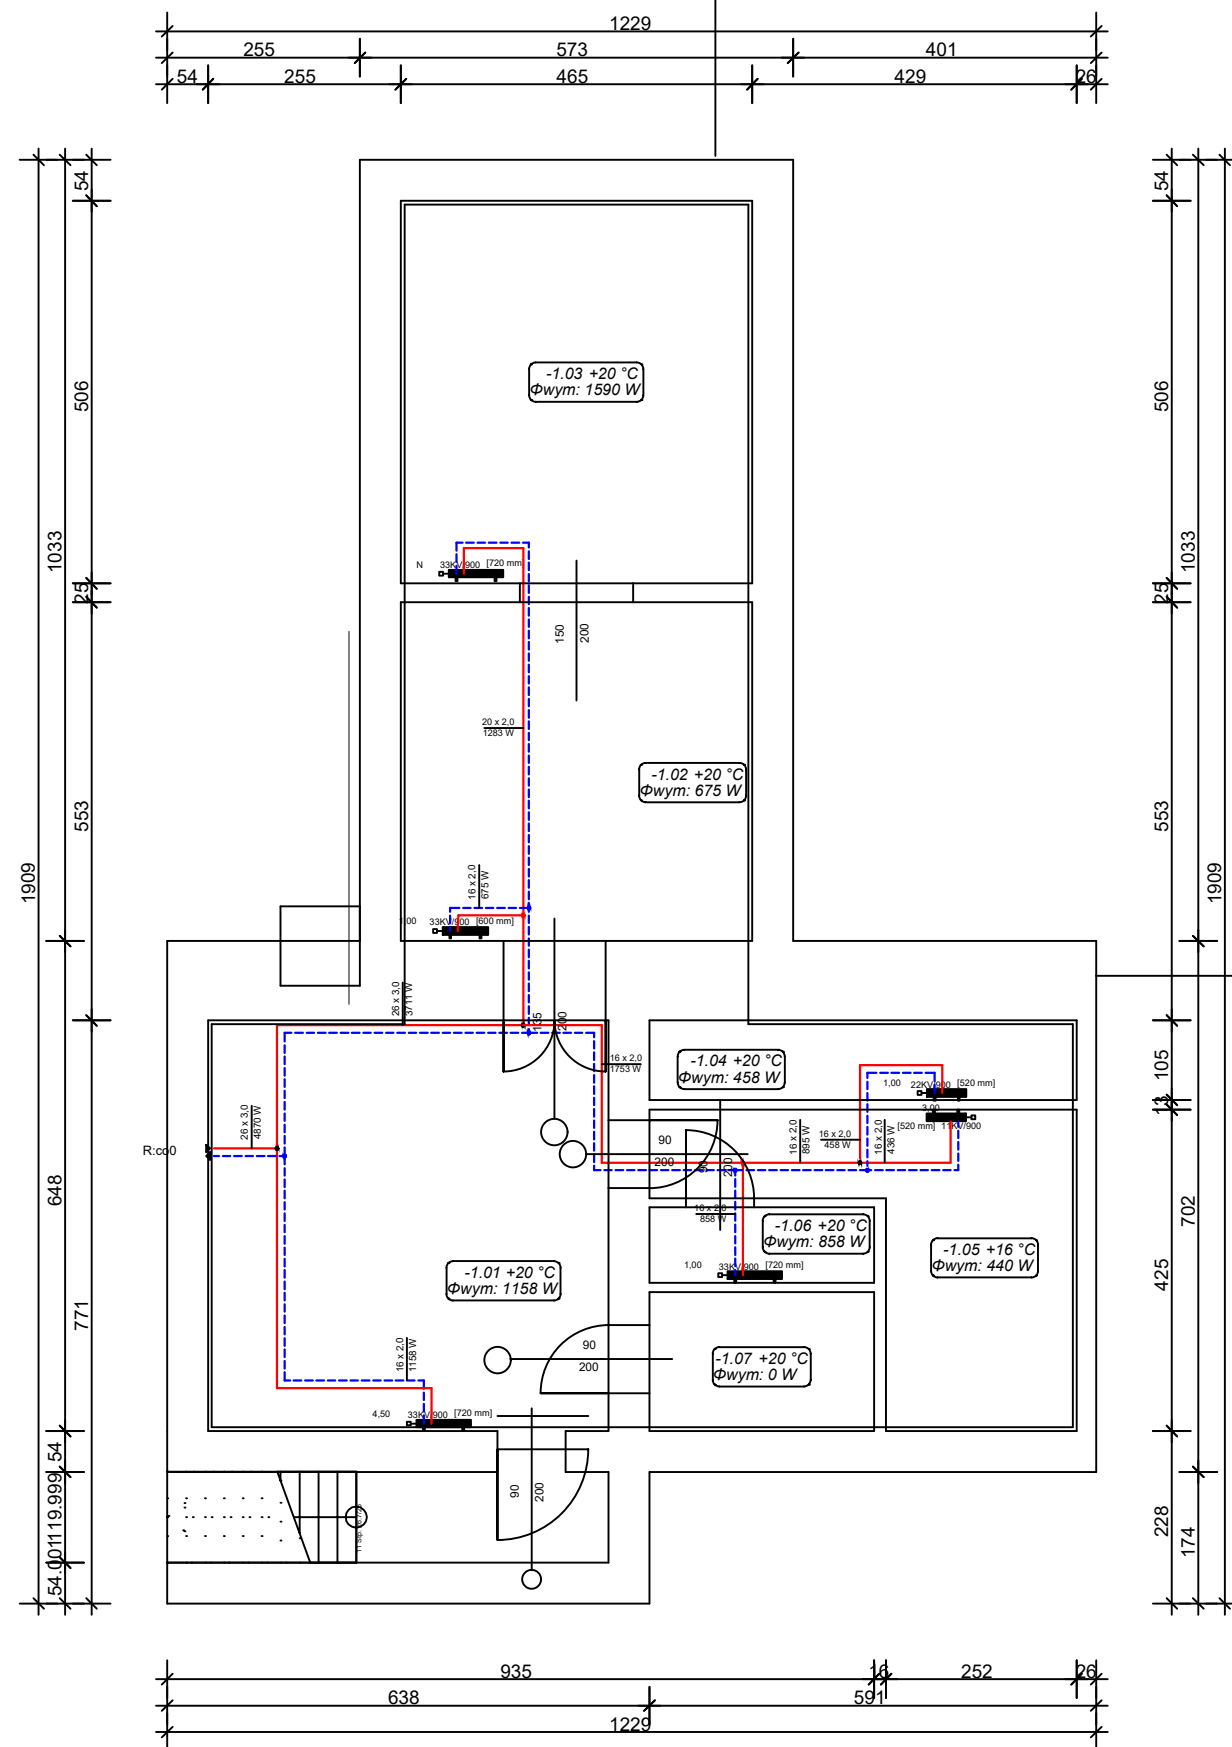 1229
255
573
401
54
255
465
429
26
54
506
25
553
1033
1909
648
771
54
119.999
54.001
54
506
25
553
1033
1909
105
13
702
425
228
174
-1.03 +20 °C
Φwym: 1590 W
N
33KV/900
[720 mm
150
200
20 x 2,0
1283 W
-1.02 +20 °C
Φwym: 675 W
16 x 2,0
675 W
1,00
33KV/900
[600 mm]
26 x 3,0
3711 W
135
200
16 x 2,0
1753 W
-1.04 +20 °C
Φwym: 458 W
1,00
22KV/900
[520 mm]
3,00
[520 mm]
11KV/900
26 x 3,0
4870 W
R:co0
90
200
90
200
16 x 2,0
895 W
16 x 2,0
458 W
16 x 2,0
436 W
16 x 2,0
858 W
-1.06 +20 °C
Φwym: 858 W
1,00
33KV/900
[720 mm]
-1.05 +16 °C
Φwym: 440 W
-1.01 +20 °C
Φwym: 1158 W
90
200
-1.07 +20 °C
Φwym: 0 W
16 x 2,0
1158 W
4,50
33KV/900
[720 mm]
90
200
935
16
252
26
638
591
1229